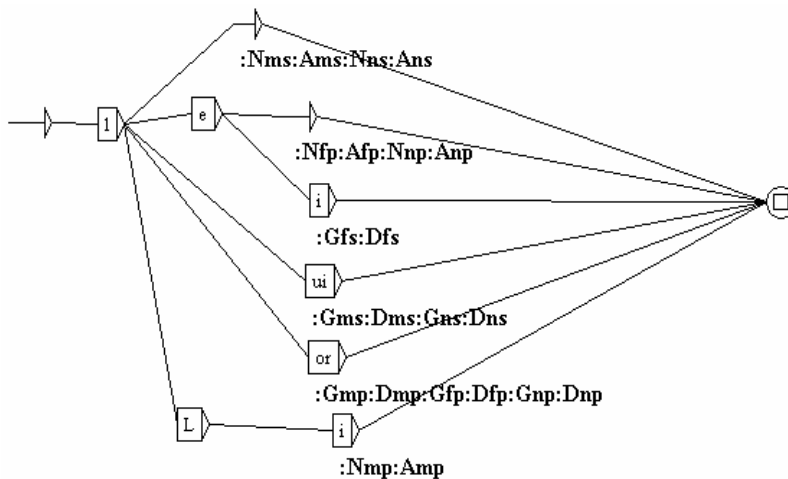 :Nms:Ams:Nns:Ans
l
e
:Nfp:Afp:Nnp:Anp
i
:Gfs:Dfs
ui
:Gms:Dms:Gns:Dns
or
:Gmp:Dmp:Gfp:Dfp:Gnp:Dnp
L
i
:Nmp:Amp